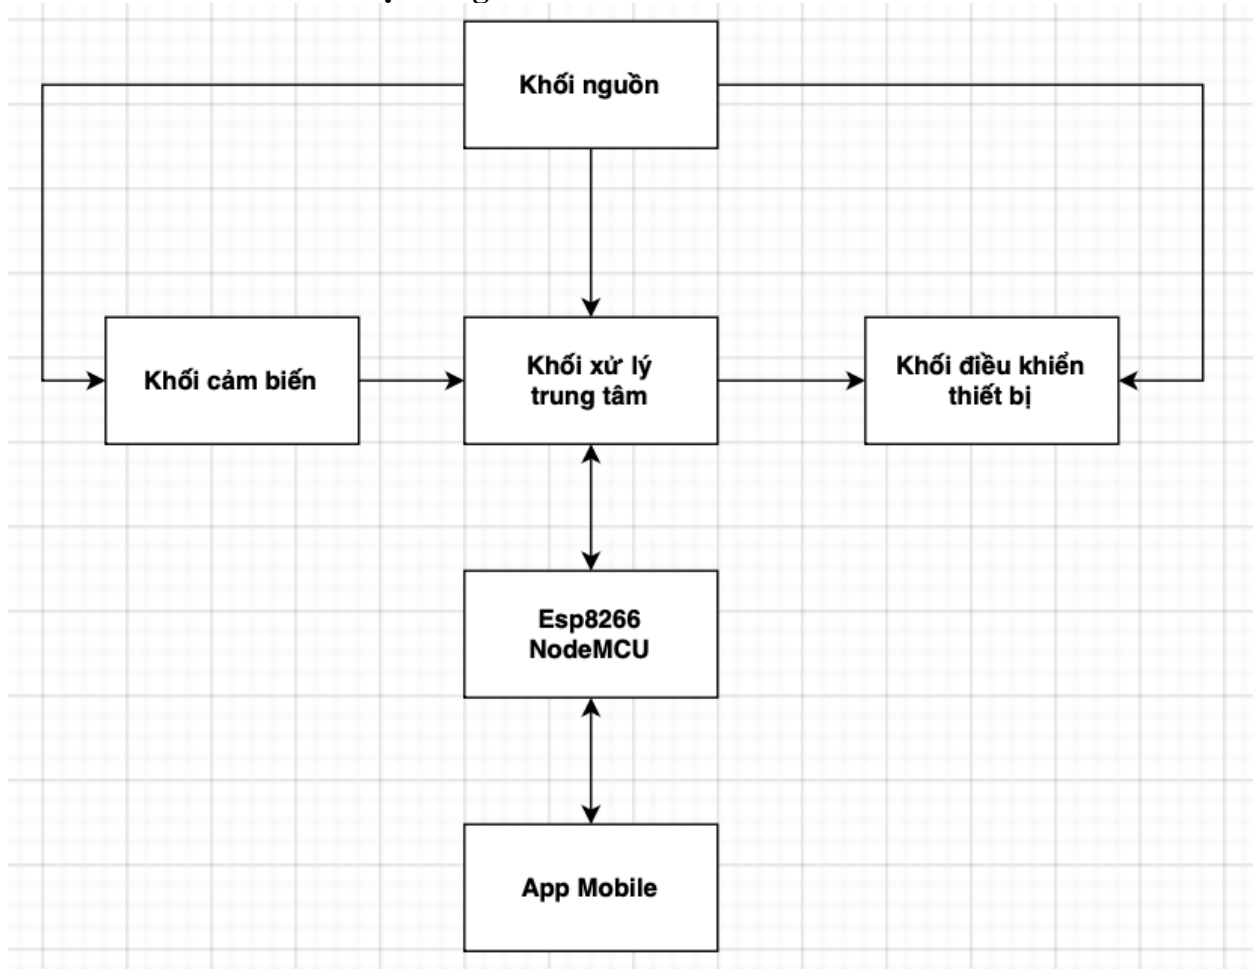 Khối nguồn
Khối cảm biến
Khối xử lý
trung tâm
Khối điều khiển
thiết bị
Esp8266
NodeMCU
App Mobile